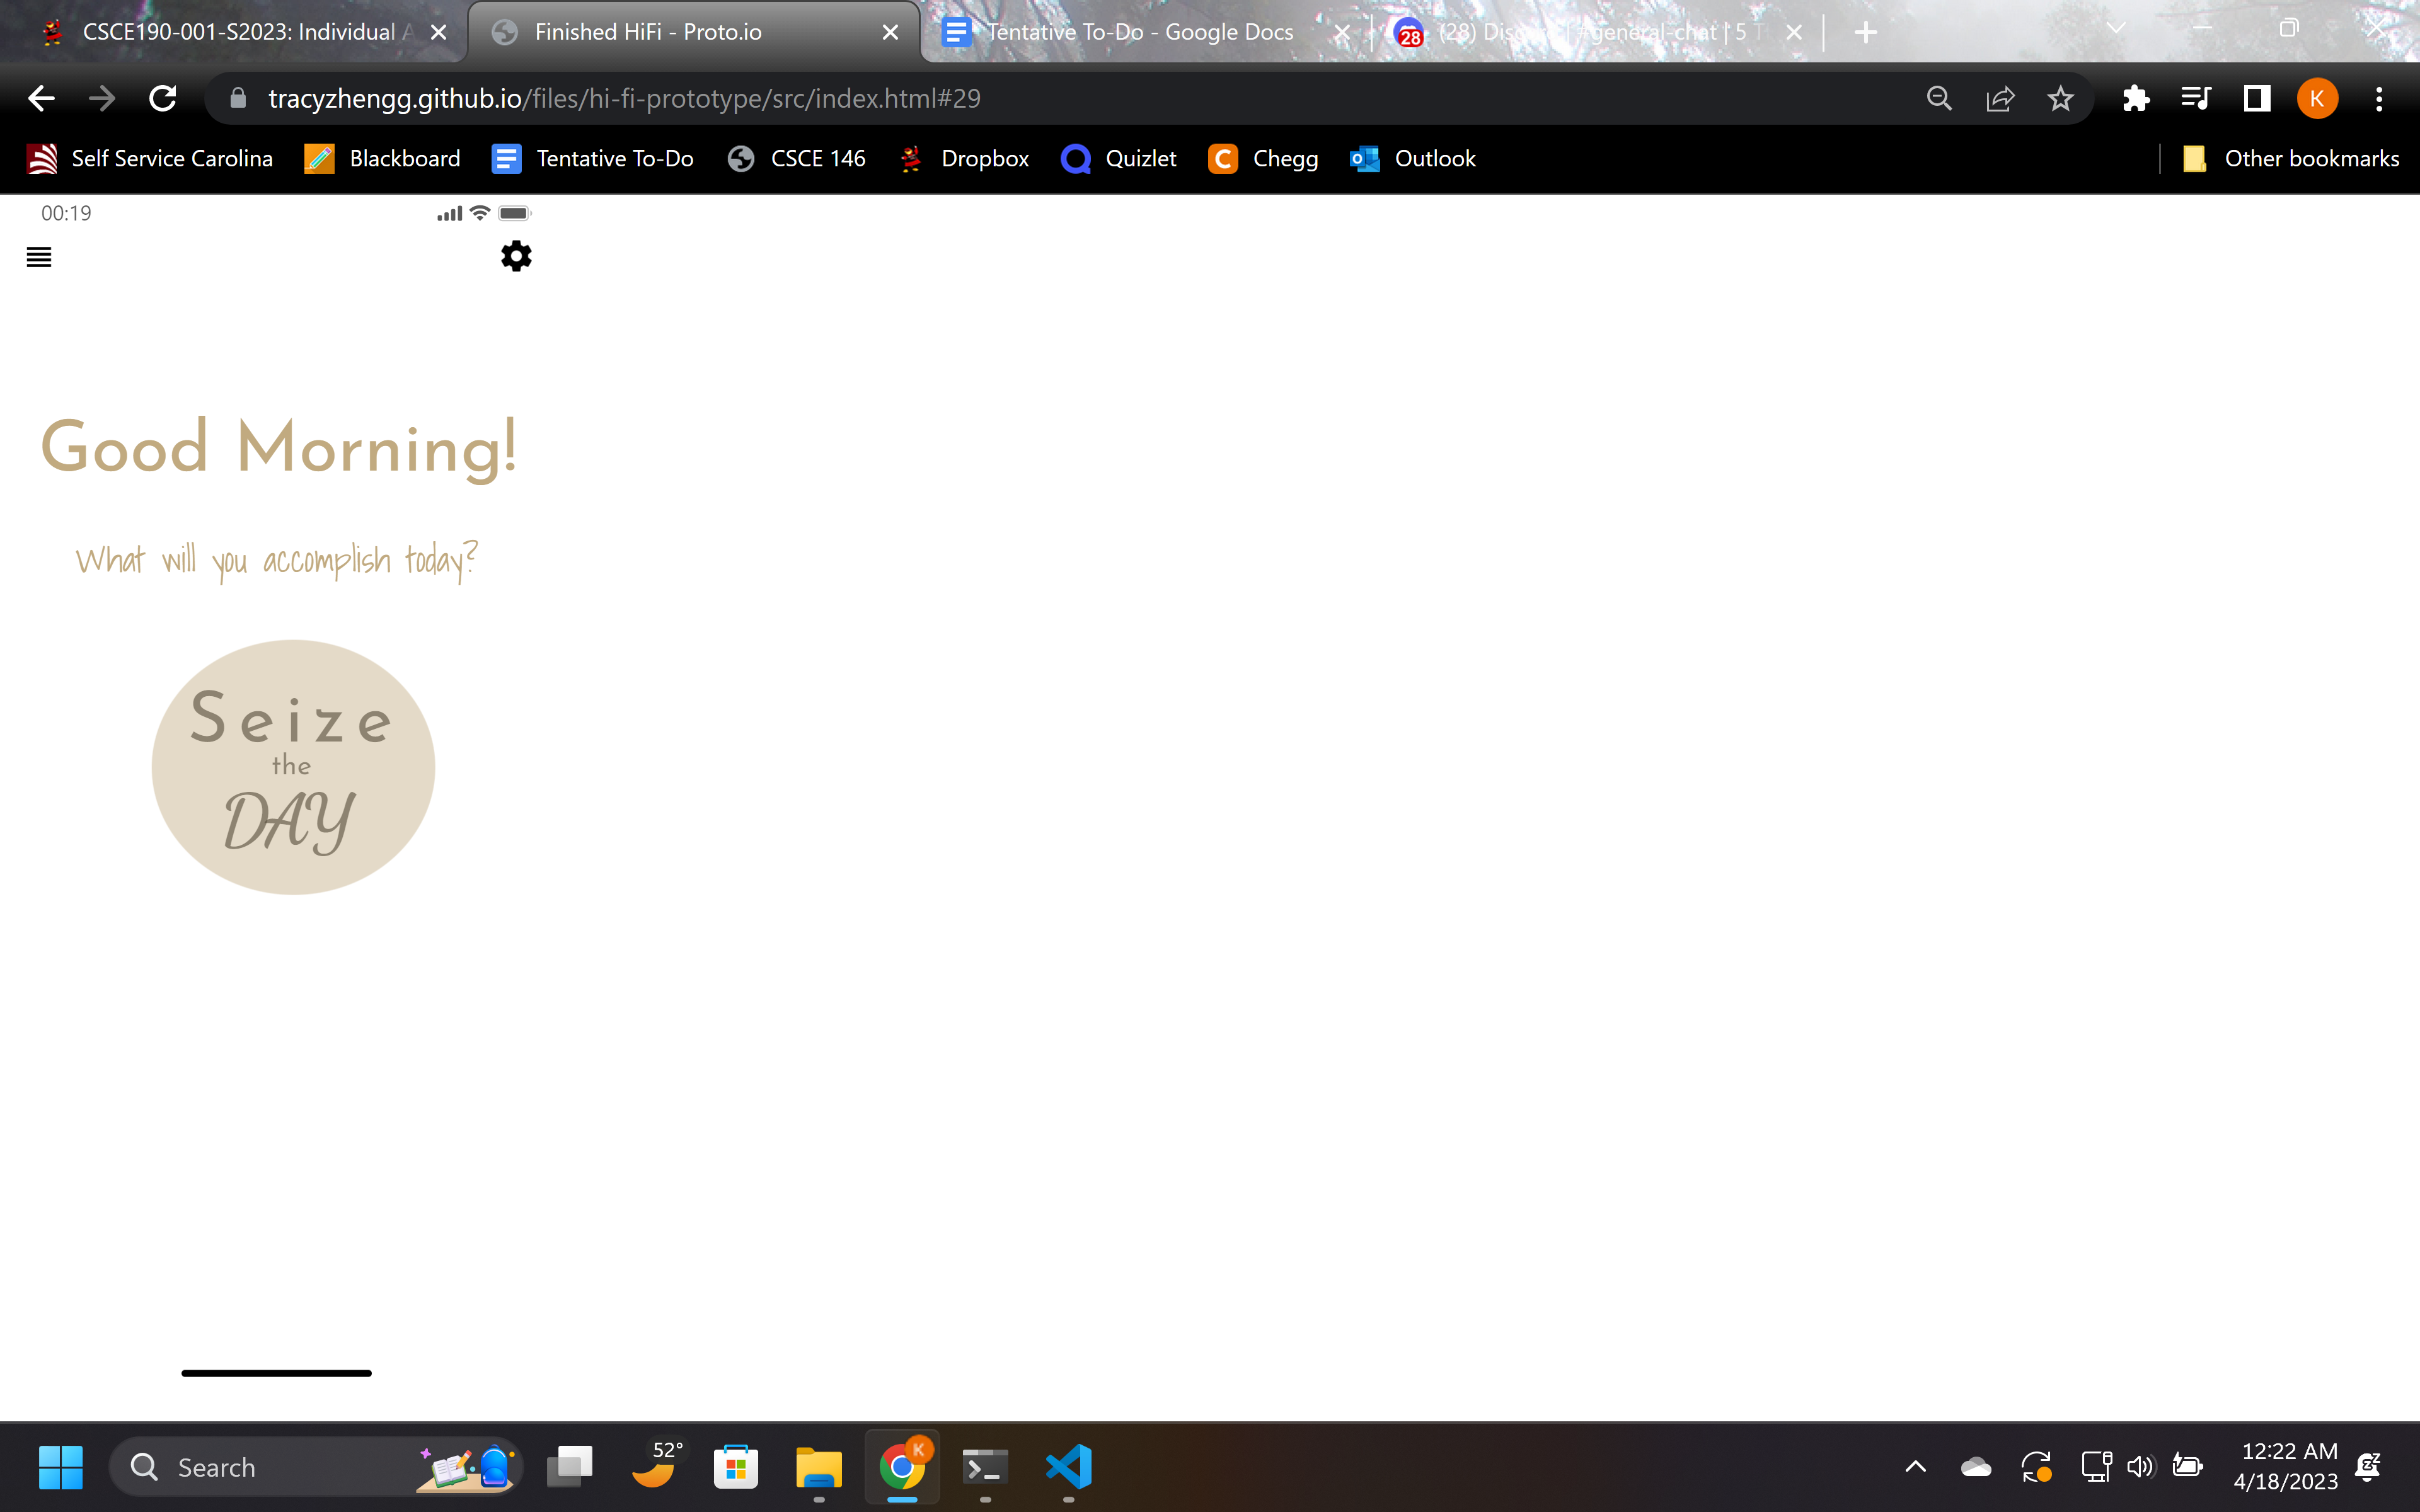 CSCE190-001-S2023: Individual
Finished HiFi - Proto.io
Tentative To-Do - Google Docs
(28) Discord | #general-chat | 5
tracyzhengg.github.io/files/hi-fi-prototype/src/index.html#29
K
Self Service Carolina
Blackboard
Tentative To-Do
CSCE 146
Dropbox
Quizlet
Chegg
Outlook
Other bookmarks
00:19
Good Morning!
What will you accomplish today?
Seize
the
DAY
Search
52°
K
12:22 AM
4/18/2023